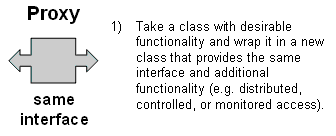 Proxy
same
interface
1) Take a class with desirable
functionality and wrap it in a new
class that provides the same
interface and additional
functionality (e.g. distributed,
controlled, or monitored access).